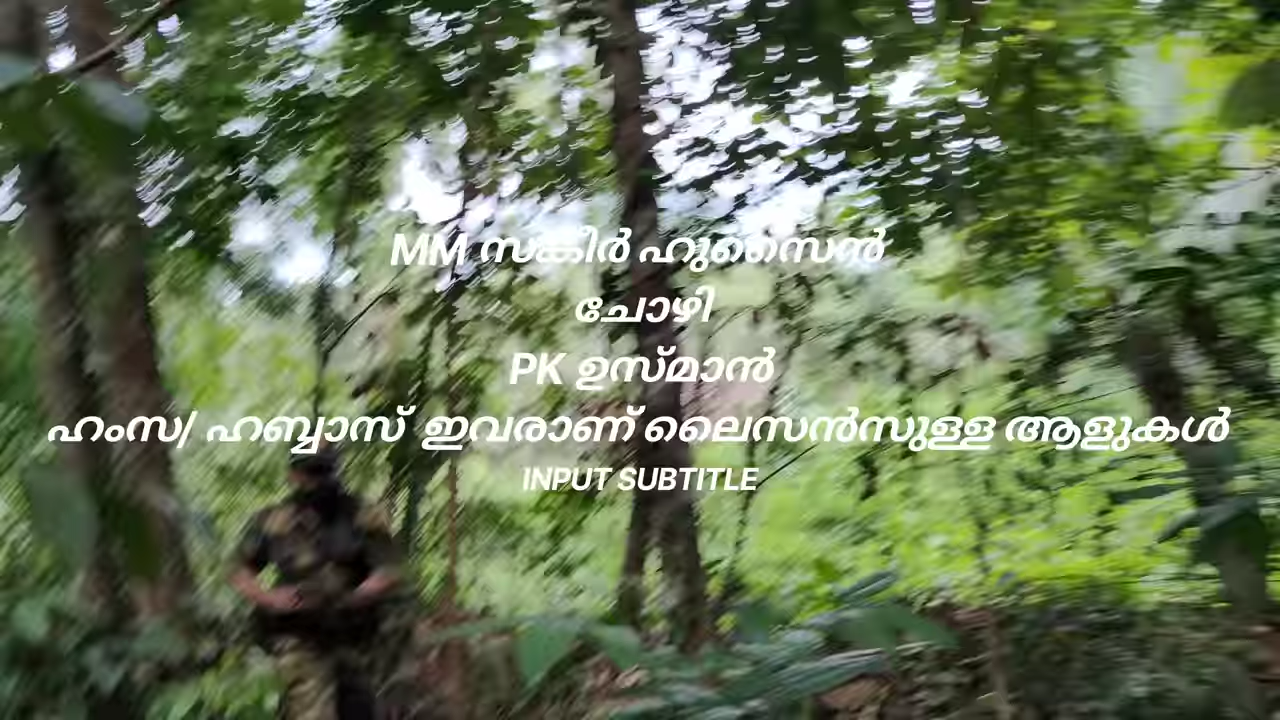 MM സക്കീർ ഹുസൈൻ
ചോഴി
PK ഉസ്മാൻ
ഹംസ/ ഹബ്ബാസ് ഇവരാണ് ലൈസൻസുള്ള ആളുകൾ
INPUT SUBTITLE